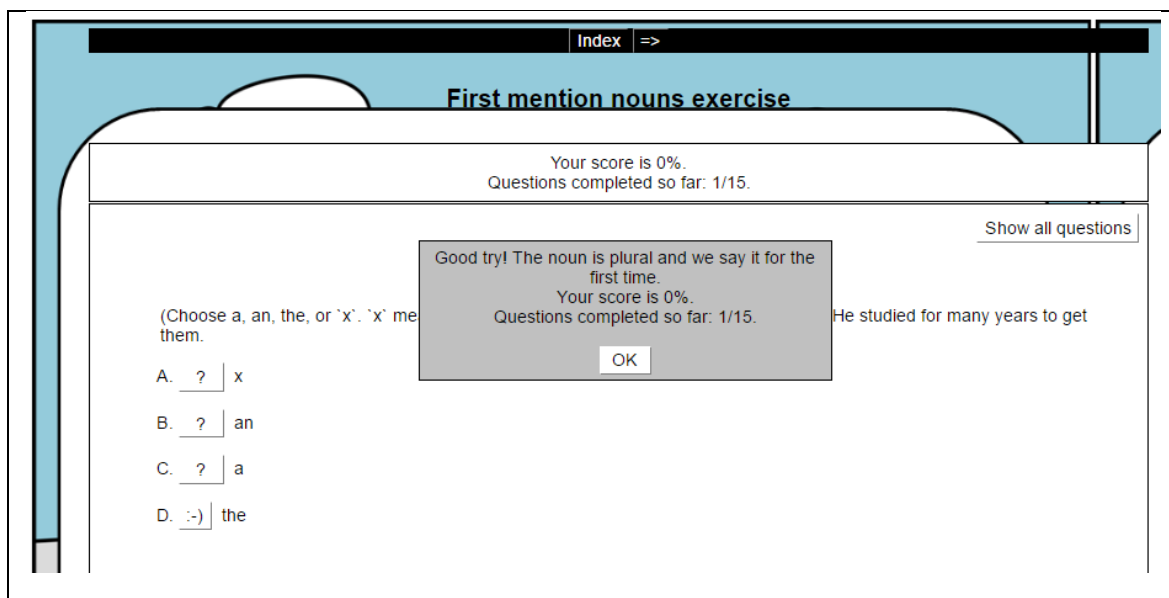 Index =>
First mention nouns exercise
Your score is 0%.
Questions completed so far: 1/15.
Show all questions
Good try! The noun is plural and we say it for the
first time.
Your score is 0%.
Questions completed so far: 1/15.
OK
(Choose a, an, the, or `x`. `x` me He studied for many years to get
them.
A. ? x
B. ? an
C. ? a
D. :-) the